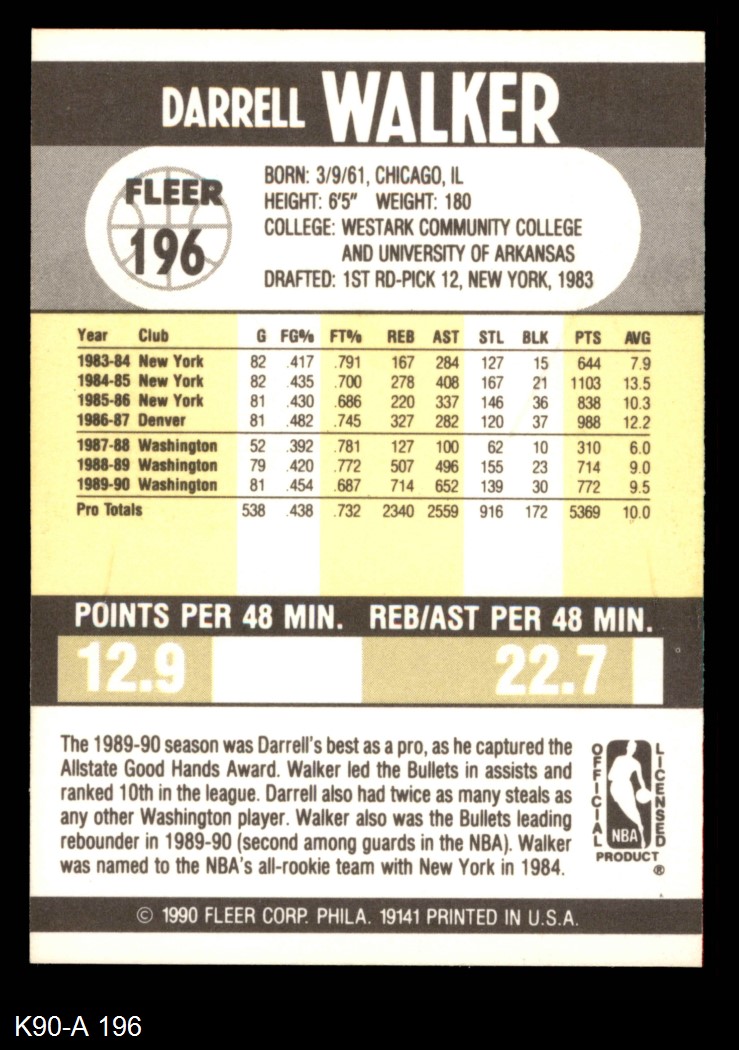 DARRELL WALKER
FLEER
196
BORN: 3/9/61, CHICAGO, IL
HEIGHT: 6'5" WEIGHT: 180
COLLEGE: WESTARK COMMUNITY COLLEGE
AND UNIVERSITY OF ARKANSAS
DRAFTED: 1ST RD-PICK 12, NEW YORK, 1983
Year Club G FG% FT% REB AST STL BLK PTS AVG
1983-84 New York 82 .417 .791 167 284 127 15 644 7.9
1984-85 New York 82 .435 .700 278 408 167 21 1103 13.5
1985-86 New York 81 .430 .686 220 337 146 36 838 10.3
1986-87 Denver 81 .482 .745 327 282 120 37 988 12.2
1987-88 Washington 52 .392 .781 127 100 62 10 310 6.0
1988-89 Washington 79 .420 .772 507 496 155 23 714 9.0
1989-90 Washington 81 .454 .687 714 652 139 30 772 9.5
Pro Totals 538 .438 .732 2340 2559 916 172 5369 10.0
POINTS PER 48 MIN. REB/AST PER 48 MIN.
12.9 22.7
The 1989-90 season was Darrell's best as a pro, as he captured the
Allstate Good Hands Award. Walker led the Bullets in assists and
ranked 10th in the league. Darrell also had twice as many steals as
any other Washington player. Walker also was the Bullets leading
rebounder in 1989-90 (second among guards in the NBA). Walker
was named to the NBA's all-rookie team with New York in 1984.
OFFICIAL
LICENSED
NBA
PRODUCT
®
© 1990 FLEER CORP. PHILA. 19141 PRINTED IN U.S.A.
K90-A 196